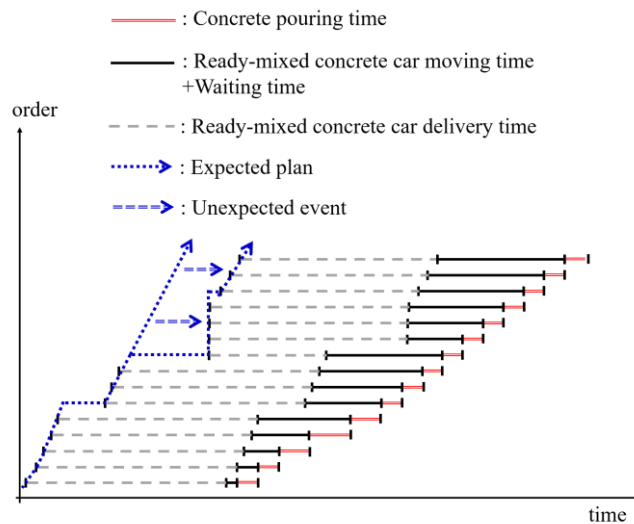 : Concrete pouring time
: Ready-mixed concrete car moving time
+Waiting time
order
: Ready-mixed concrete car delivery time
: Expected plan
: Unexpected event
time